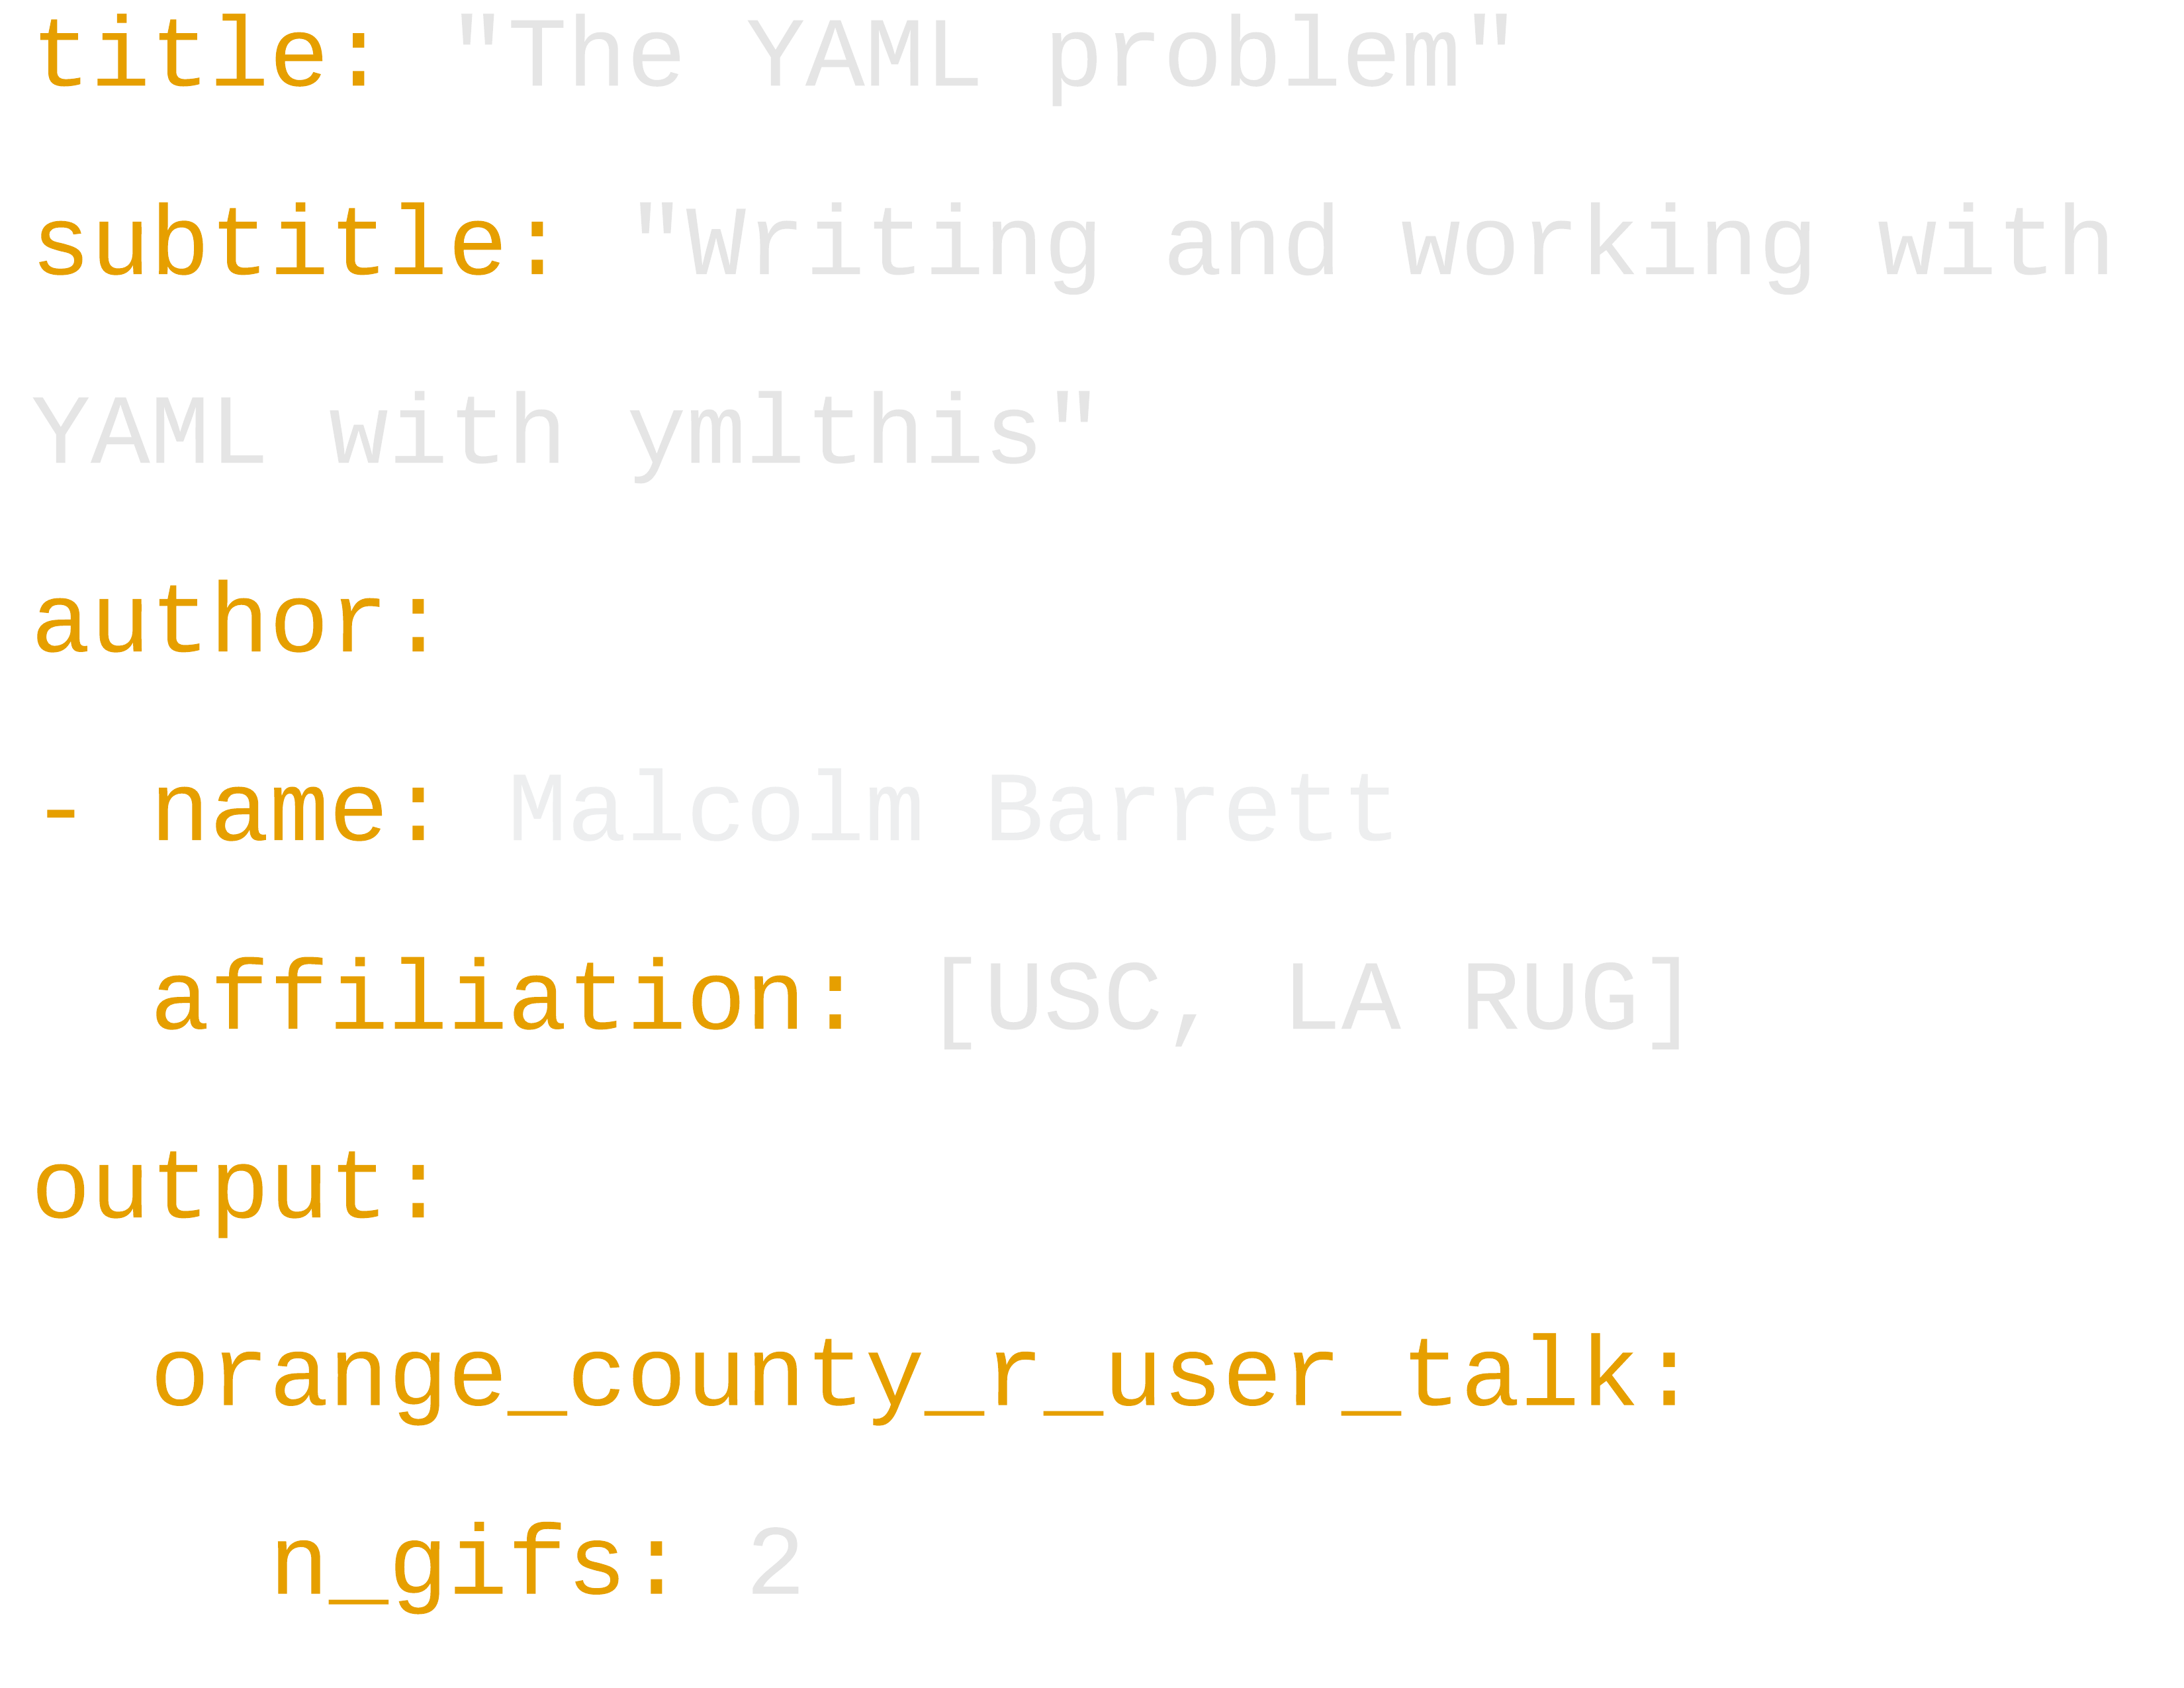 title: "The YAML problem"
subtitle: "Writing and working with
YAML with ymlthis"
author:
- name: Malcolm Barrett
  affiliation: [USC, LA RUG]
output:
  orange_county_r_user_talk:
    n_gifs: 2